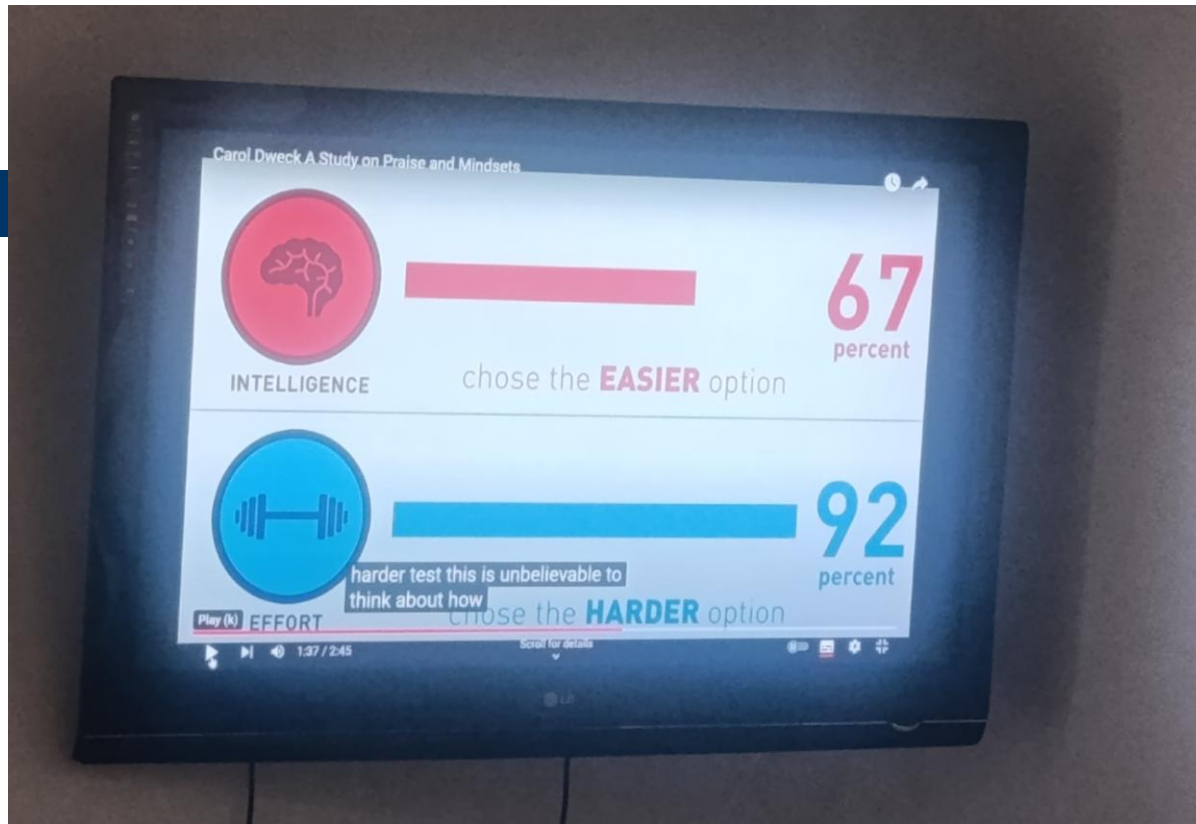 Carol Dweck A Study on Praise and Mindsets
67
percent
INTELLIGENCE
chose the EASIER option
92
percent
harder test this is unbelievable to
think about how
chose the HARDER option
Play (k)
EFFORT
1:37 / 2:45
Scroll for details
LG